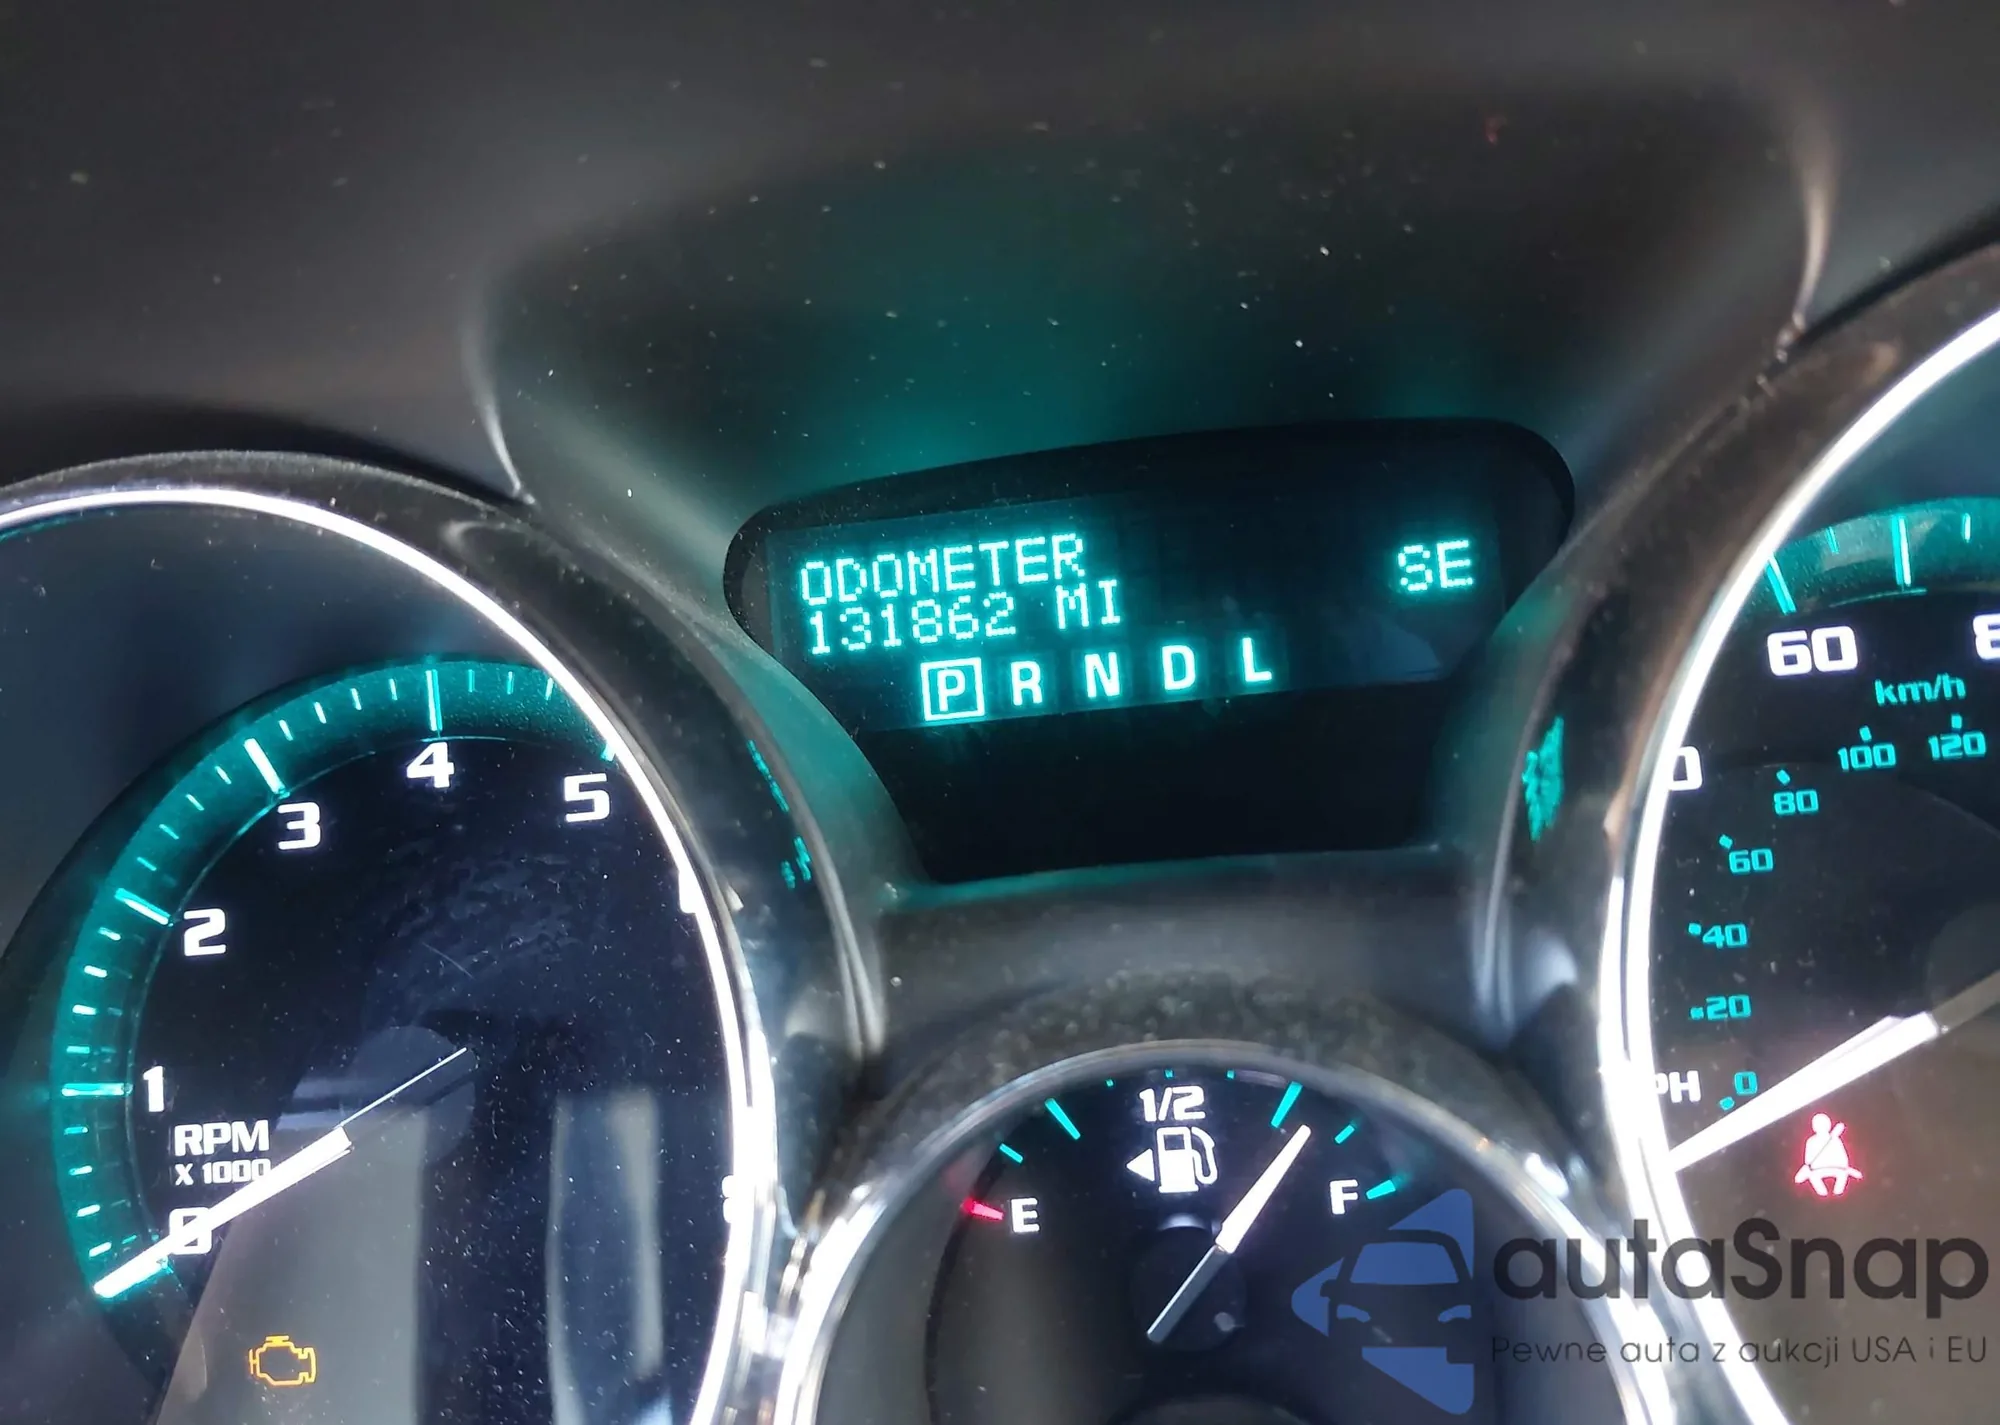 ODOMETER SE
131862 MI
P R N D L
1 2 3 4 5
RPM
X 1000
0
1/2
E F
60
km/h
0 20 40 60 80 100 120
autaSnap
Pewne auta z aukcji USA i EU